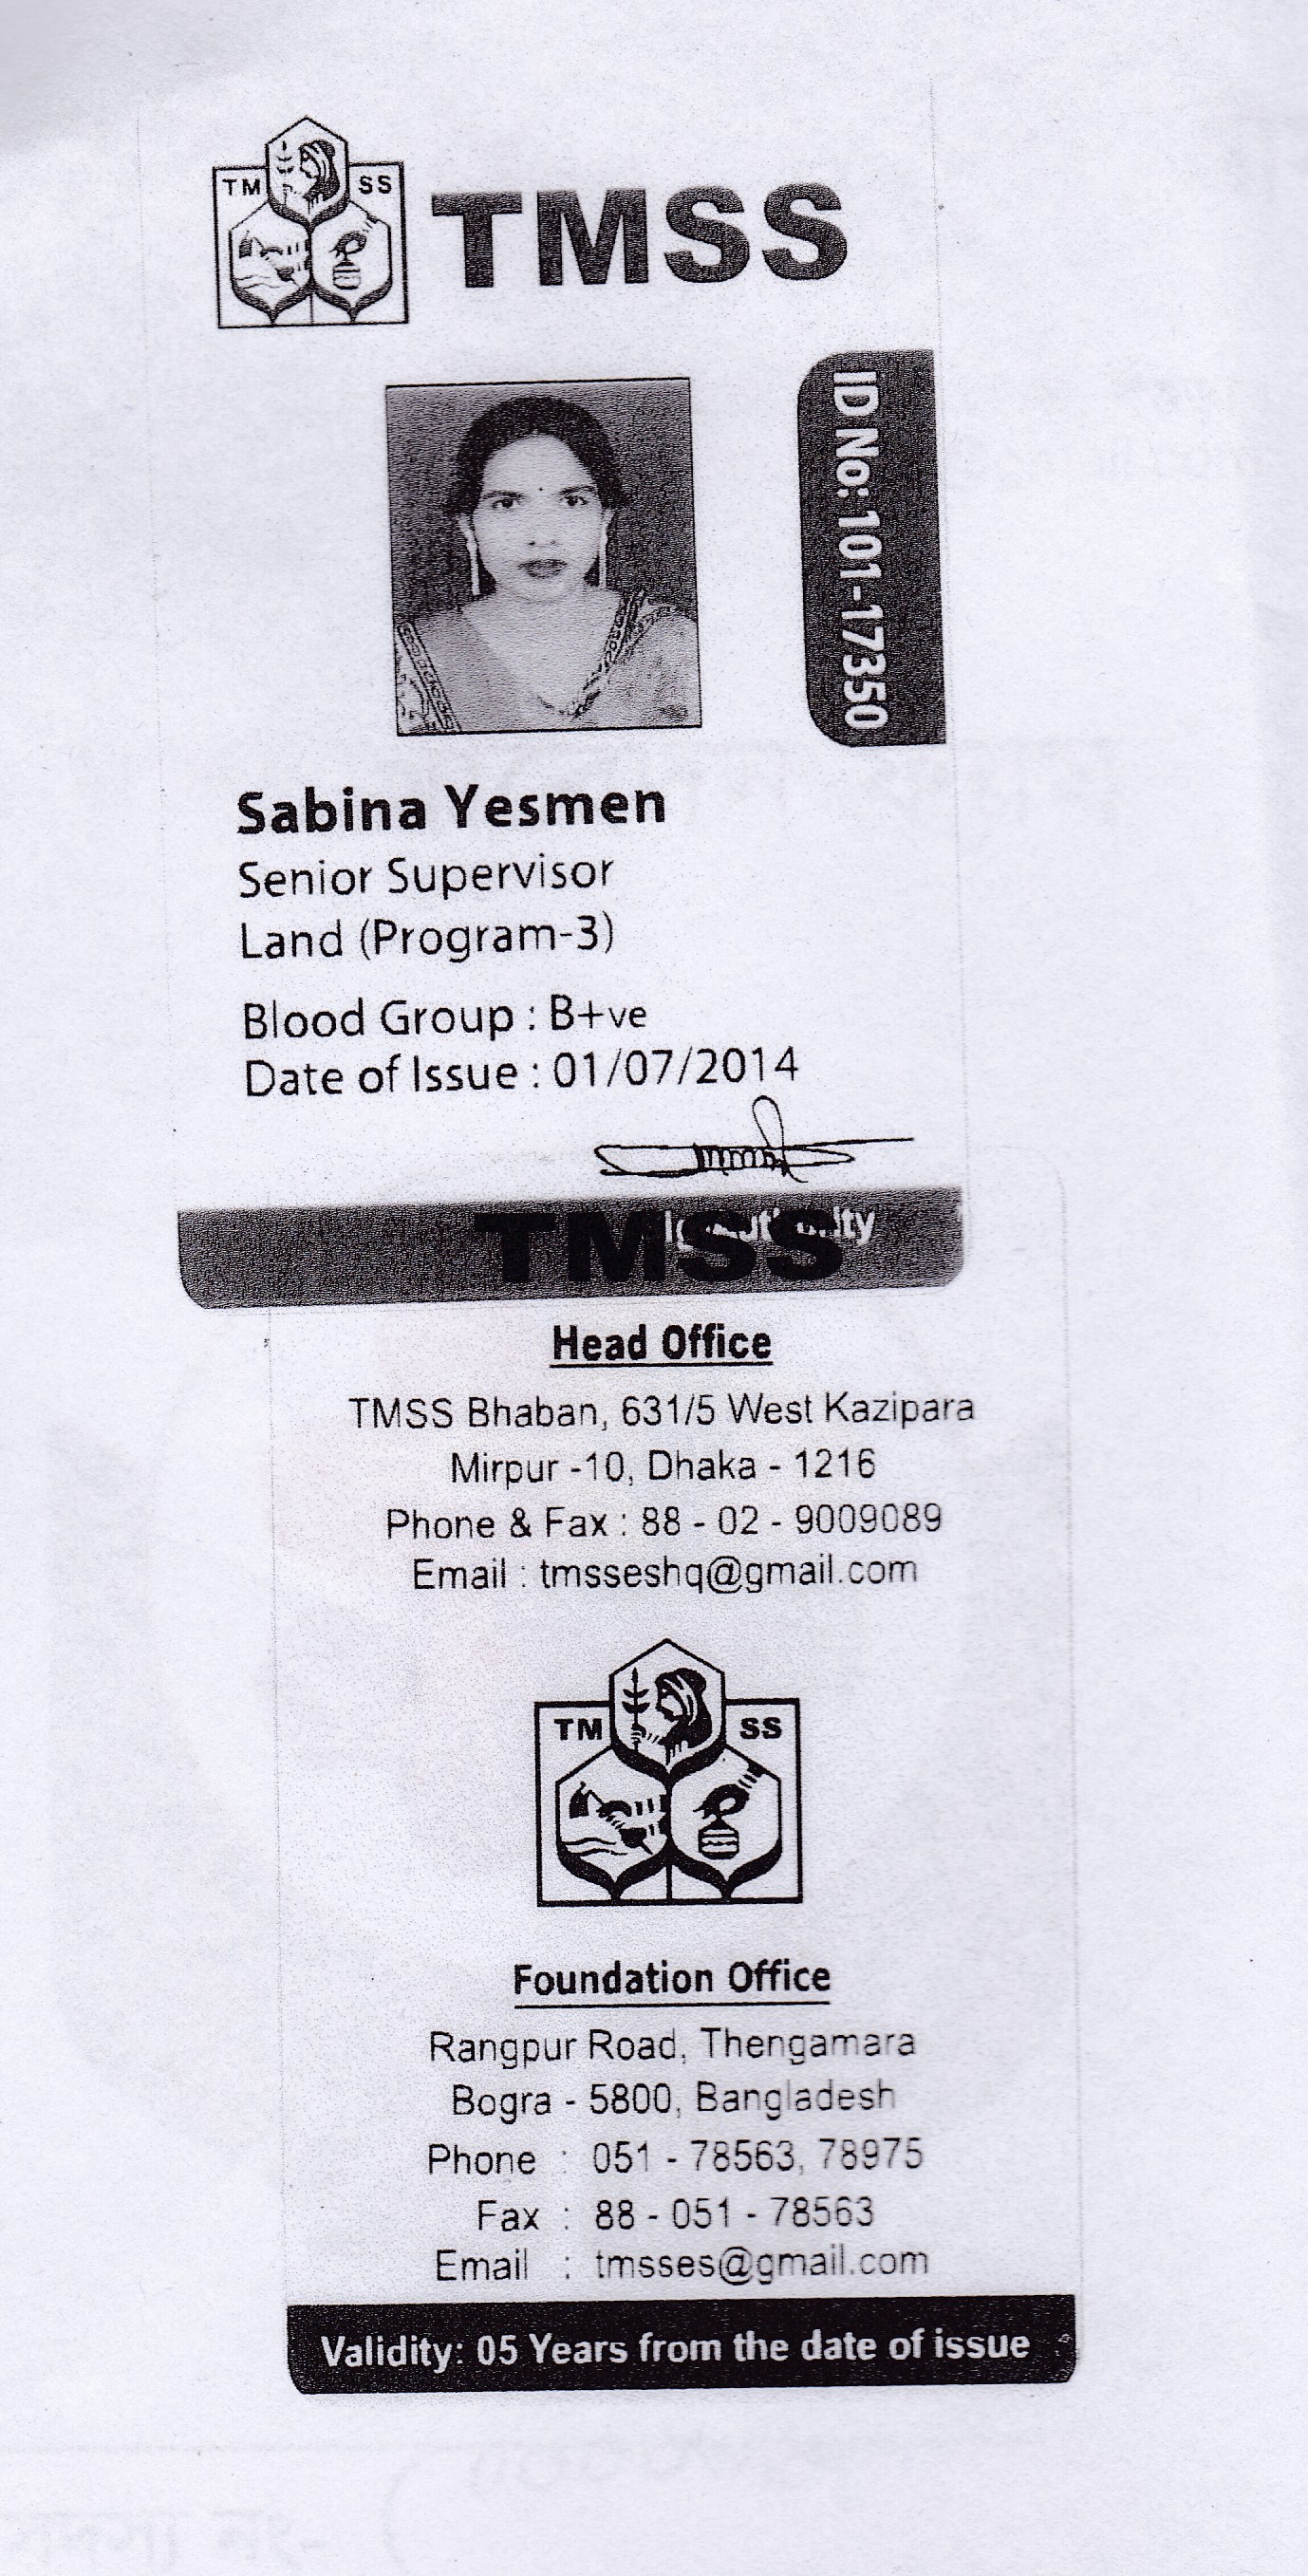 TM SS
TMSS
ID No: 101-17350
Sabina Yesmen
Senior Supervisor
Land (Program-3)
Blood Group : B+ve
Date of Issue : 01/07/2014
TMSS
Head Office
TMSS Bhaban, 631/5 West Kazipara
Mirpur -10, Dhaka - 1216
Phone & Fax : 88 - 02 - 9009089
Email : tmsseshq@gmail.com
TM SS
Foundation Office
Rangpur Road, Thengamara
Bogra - 5800, Bangladesh
Phone : 051 - 78563, 78975
Fax : 88 - 051 - 78563
Email : tmsses@gmail.com
Validity: 05 Years from the date of issue